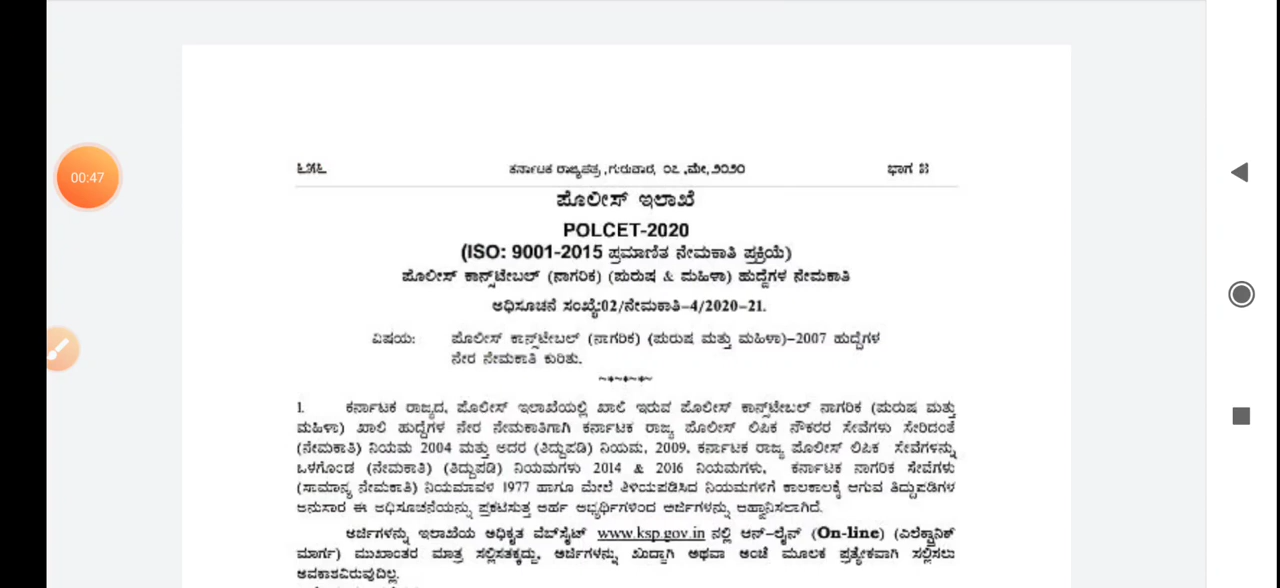 00:47
೬೫೬ ಕರ್ನಾಟಕ ರಾಜ್ಯಪತ್ರ ,ಗುರುವಾರ, ೦೭ ,ಮೇ, ೨೦೨೦ ಭಾಗ ೫
ಪೊಲೀಸ್ ಇಲಾಖೆ
POLCET-2020
(ISO: 9001-2015 ಪ್ರಮಾಣಿತ ನೇಮಕಾತಿ ಪ್ರಕ್ರಿಯೆ)
ಪೊಲೀಸ್ ಕಾನ್ಸ್‌ಟೇಬಲ್ (ನಾಗರಿಕ) (ಪುರುಷ & ಮಹಿಳಾ) ಹುದ್ದೆಗಳ ನೇಮಕಾತಿ
ಅಧಿಸೂಚನೆ ಸಂಖ್ಯೆ:02/ನೇಮಕಾತಿ-4/2020-21.
ವಿಷಯ: ಪೊಲೀಸ್ ಕಾನ್ಸ್‌ಟೇಬಲ್ (ನಾಗರಿಕ) (ಪುರುಷ ಮತ್ತು ಮಹಿಳಾ)-2007 ಹುದ್ದೆಗಳ
ನೇರ ನೇಮಕಾತಿ ಕುರಿತು.
~*~*~*~
1. ಕರ್ನಾಟಕ ರಾಜ್ಯದ, ಪೊಲೀಸ್ ಇಲಾಖೆಯಲ್ಲಿ ಖಾಲಿ ಇರುವ ಪೊಲೀಸ್ ಕಾನ್ಸ್‌ಟೇಬಲ್ ನಾಗರಿಕ (ಪುರುಷ ಮತ್ತು
ಮಹಿಳಾ) ಖಾಲಿ ಹುದ್ದೆಗಳ ನೇರ ನೇಮಕಾತಿಗಾಗಿ ಕರ್ನಾಟಕ ರಾಜ್ಯ ಪೊಲೀಸ್ ಲಿಪಿಕ ನೌಕರರ ಸೇವೆಗಳು ಸೇರಿದಂತೆ
(ನೇಮಕಾತಿ) ನಿಯಮ 2004 ಮತ್ತು ಅದರ (ತಿದ್ದುಪಡಿ) ನಿಯಮ, 2009, ಕರ್ನಾಟಕ ರಾಜ್ಯ ಪೊಲೀಸ್ ಲಿಪಿಕ ಸೇವೆಗಳನ್ನು
ಒಳಗೊಂಡ (ನೇಮಕಾತಿ) (ತಿದ್ದುಪಡಿ) ನಿಯಮಗಳು 2014 & 2016 ನಿಯಮಗಳು, ಕರ್ನಾಟಕ ನಾಗರಿಕ ಸೇವೆಗಳು
(ಸಾಮಾನ್ಯ ನೇಮಕಾತಿ) ನಿಯಮಾವಳಿ 1977 ಹಾಗೂ ಮೇಲೆ ತಿಳಿಯಪಡಿಸಿದ ನಿಯಮಗಳಿಗೆ ಕಾಲಕಾಲಕ್ಕೆ ಆಗುವ ತಿದ್ದುಪಡಿಗಳ
ಅನುಸಾರ ಈ ಅಧಿಸೂಚನೆಯನ್ನು ಪ್ರಕಟಿಸುತ್ತ ಅರ್ಹ ಅಭ್ಯರ್ಥಿಗಳಿಂದ ಅರ್ಜಿಗಳನ್ನು ಆಹ್ವಾನಿಸಲಾಗಿದೆ.
ಅರ್ಜಿಗಳನ್ನು ಇಲಾಖೆಯ ಅಧಿಕೃತ ವೆಬ್‌ಸೈಟ್ www.ksp.gov.in ನಲ್ಲಿ ಆನ್-ಲೈನ್ (On-line) (ಎಲೆಕ್ಟ್ರಾನಿಕ್
ಮಾರ್ಗ) ಮುಖಾಂತರ ಮಾತ್ರ ಸಲ್ಲಿಸತಕ್ಕದ್ದು, ಅರ್ಜಿಗಳನ್ನು ಖುದ್ದಾಗಿ ಅಥವಾ ಅಂಚೆ ಮೂಲಕ ಪ್ರತ್ಯೇಕವಾಗಿ ಸಲ್ಲಿಸಲು
ಅವಕಾಶವಿರುವುದಿಲ್ಲ.